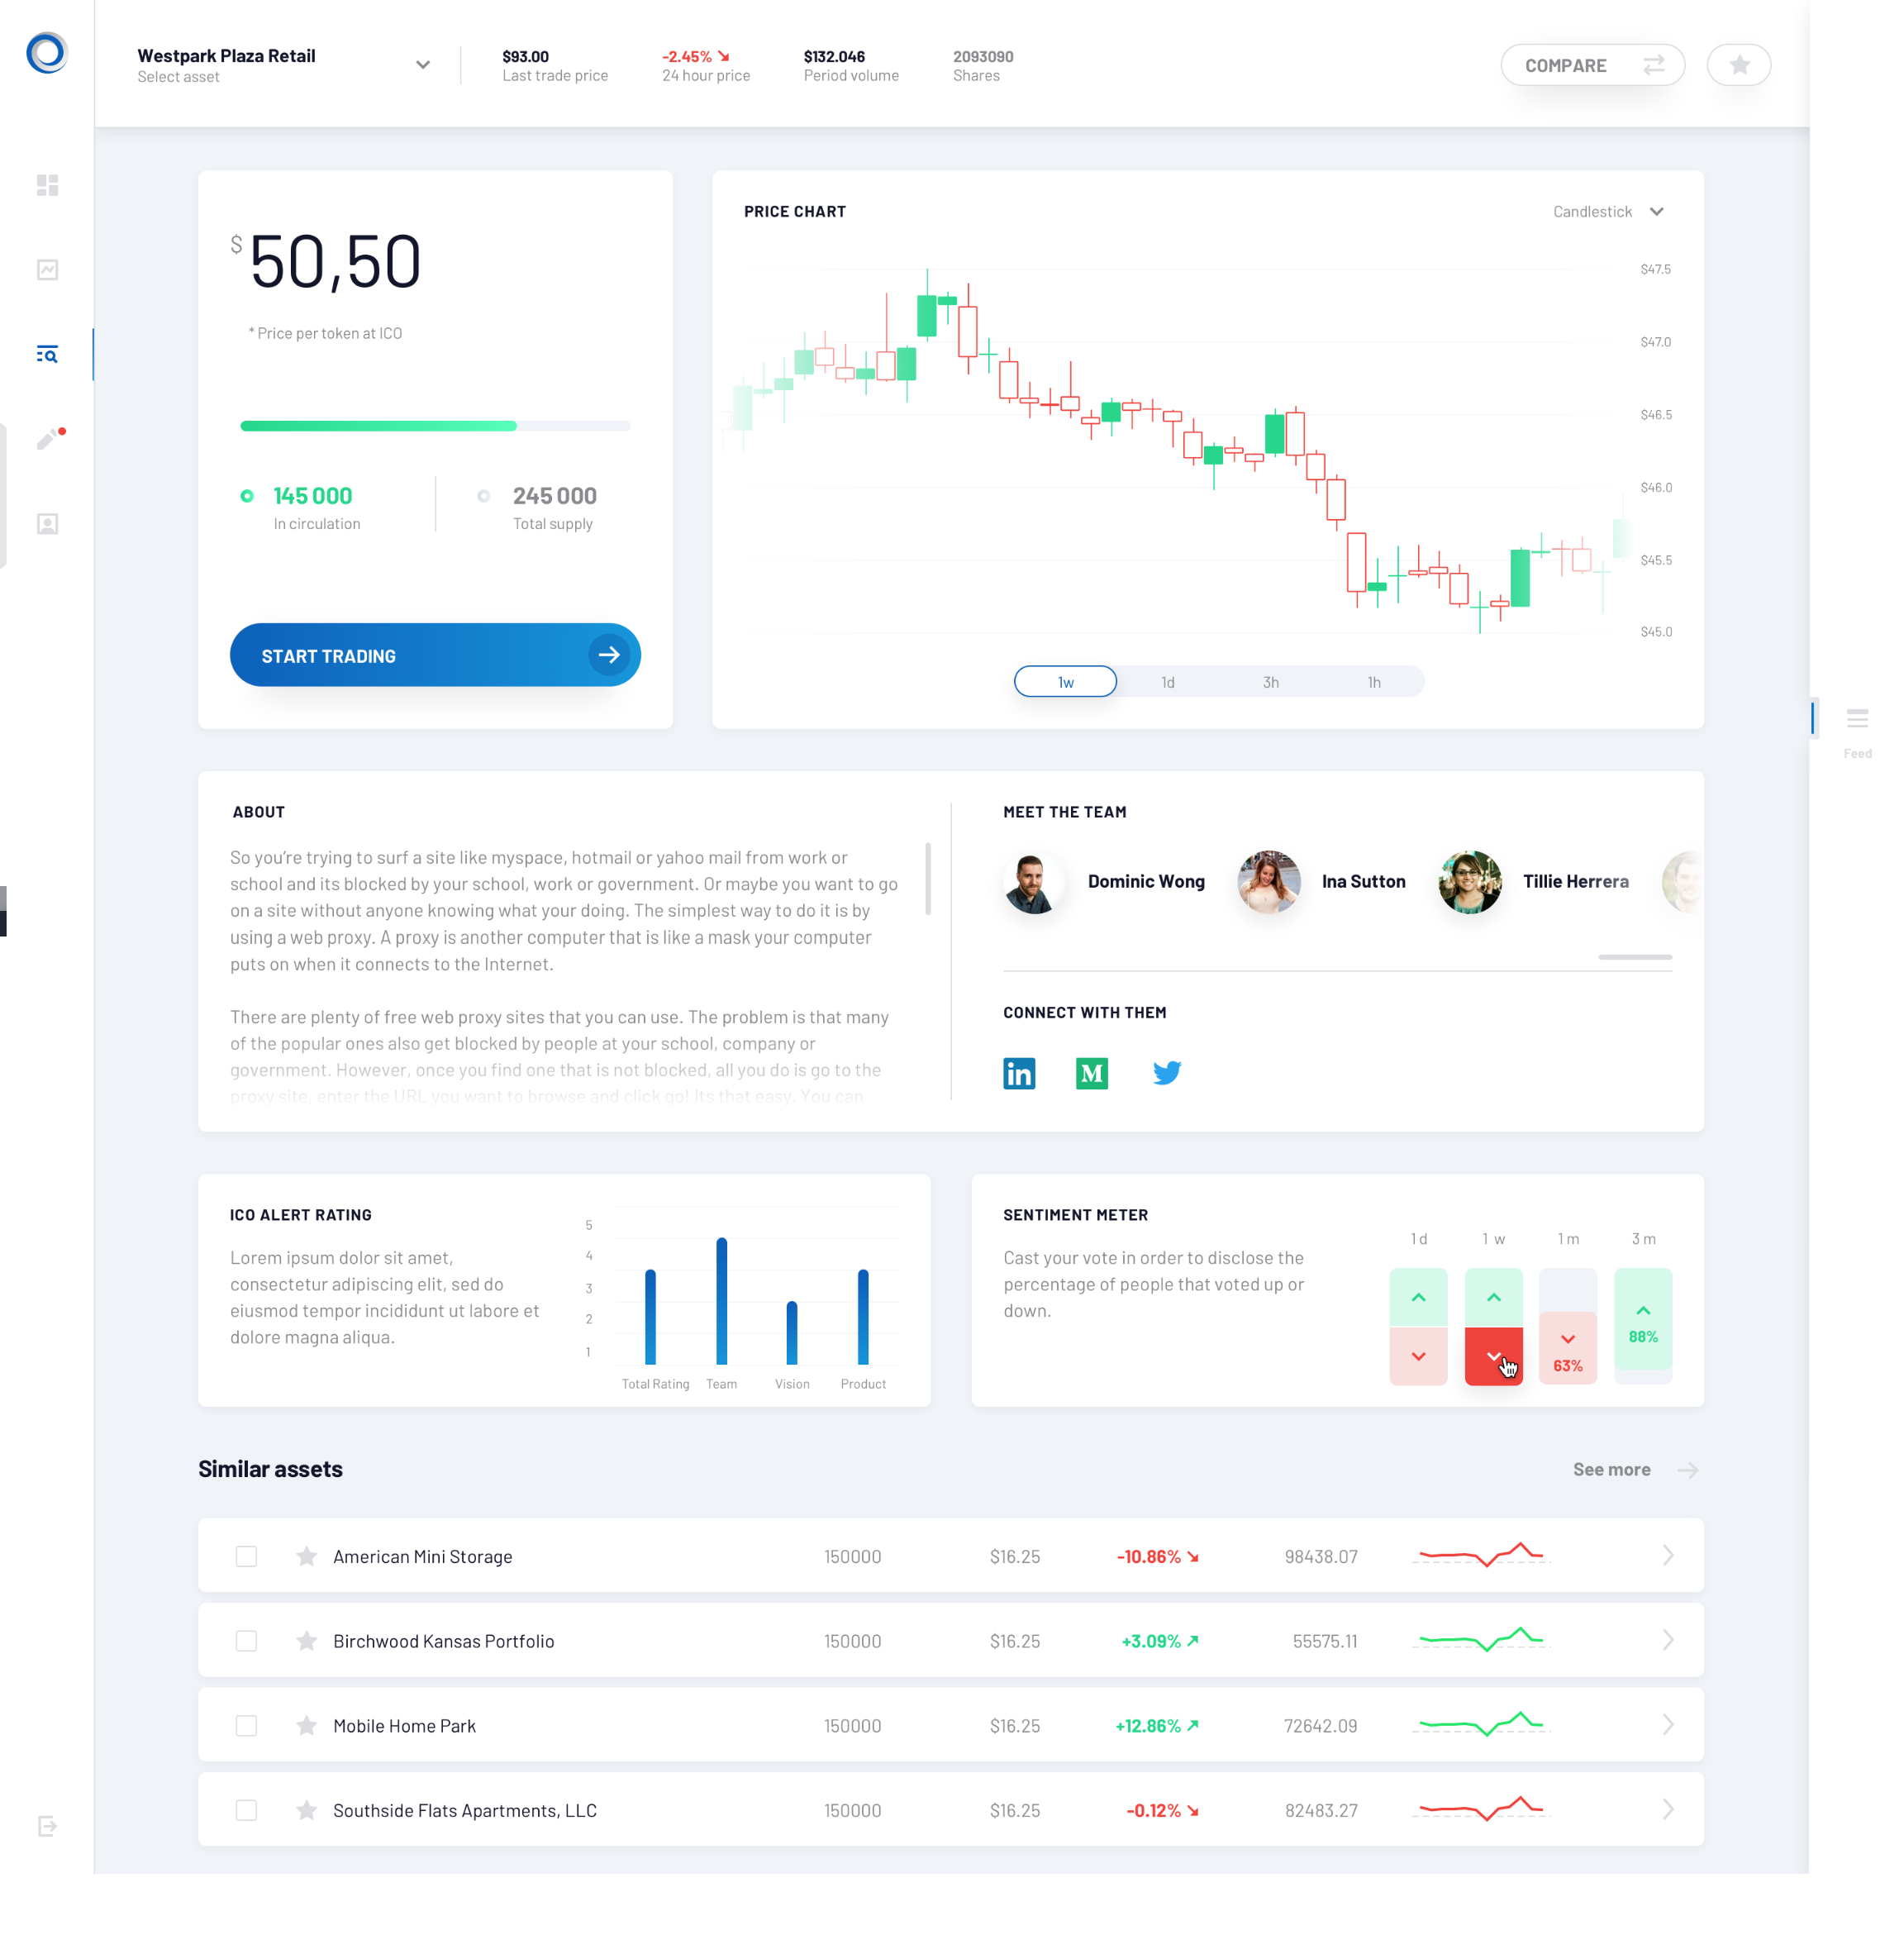 Westpark Plaza Retail
Select asset
$93.00
Last trade price
-2.45%
24 hour price
$132.046
Period volume
2093090
Shares
COMPARE
$ 50,50
* Price per token at ICO
145 000
In circulation
245 000
Total supply
START TRADING
PRICE CHART
Candlestick
$47.5
$47.0
$46.5
$46.0
$45.5
$45.0
1w 1d 3h 1h
Feed
ABOUT
So you're trying to surf a site like myspace, hotmail or yahoo mail from work or
school and its blocked by your school, work or government. Or maybe you want to go
on a site without anyone knowing what your doing. The simplest way to do it is by
using a web proxy. A proxy is another computer that is like a mask your computer
puts on when it connects to the Internet.
There are plenty of free web proxy sites that you can use. The problem is that many
of the popular ones also get blocked by people at your school, company or
government. However, once you find one that is not blocked, all you do is go to the
proxy site, enter the URL you want to browse and click go! Its that easy. You can
MEET THE TEAM
Dominic Wong
Ina Sutton
Tillie Herrera
CONNECT WITH THEM
in
M
ICO ALERT RATING
Lorem ipsum dolor sit amet,
consectetur adipiscing elit, sed do
eiusmod tempor incididunt ut labore et
dolore magna aliqua.
5
4
3
2
1
Total Rating Team Vision Product
SENTIMENT METER
Cast your vote in order to disclose the
percentage of people that voted up or
down.
1 d 1 w 1 m 3 m
88%
63%
Similar assets
See more
American Mini Storage 150000 $16.25 -10.86% 98438.07
Birchwood Kansas Portfolio 150000 $16.25 +3.09% 55575.11
Mobile Home Park 150000 $16.25 +12.86% 72642.09
Southside Flats Apartments, LLC 150000 $16.25 -0.12% 82483.27